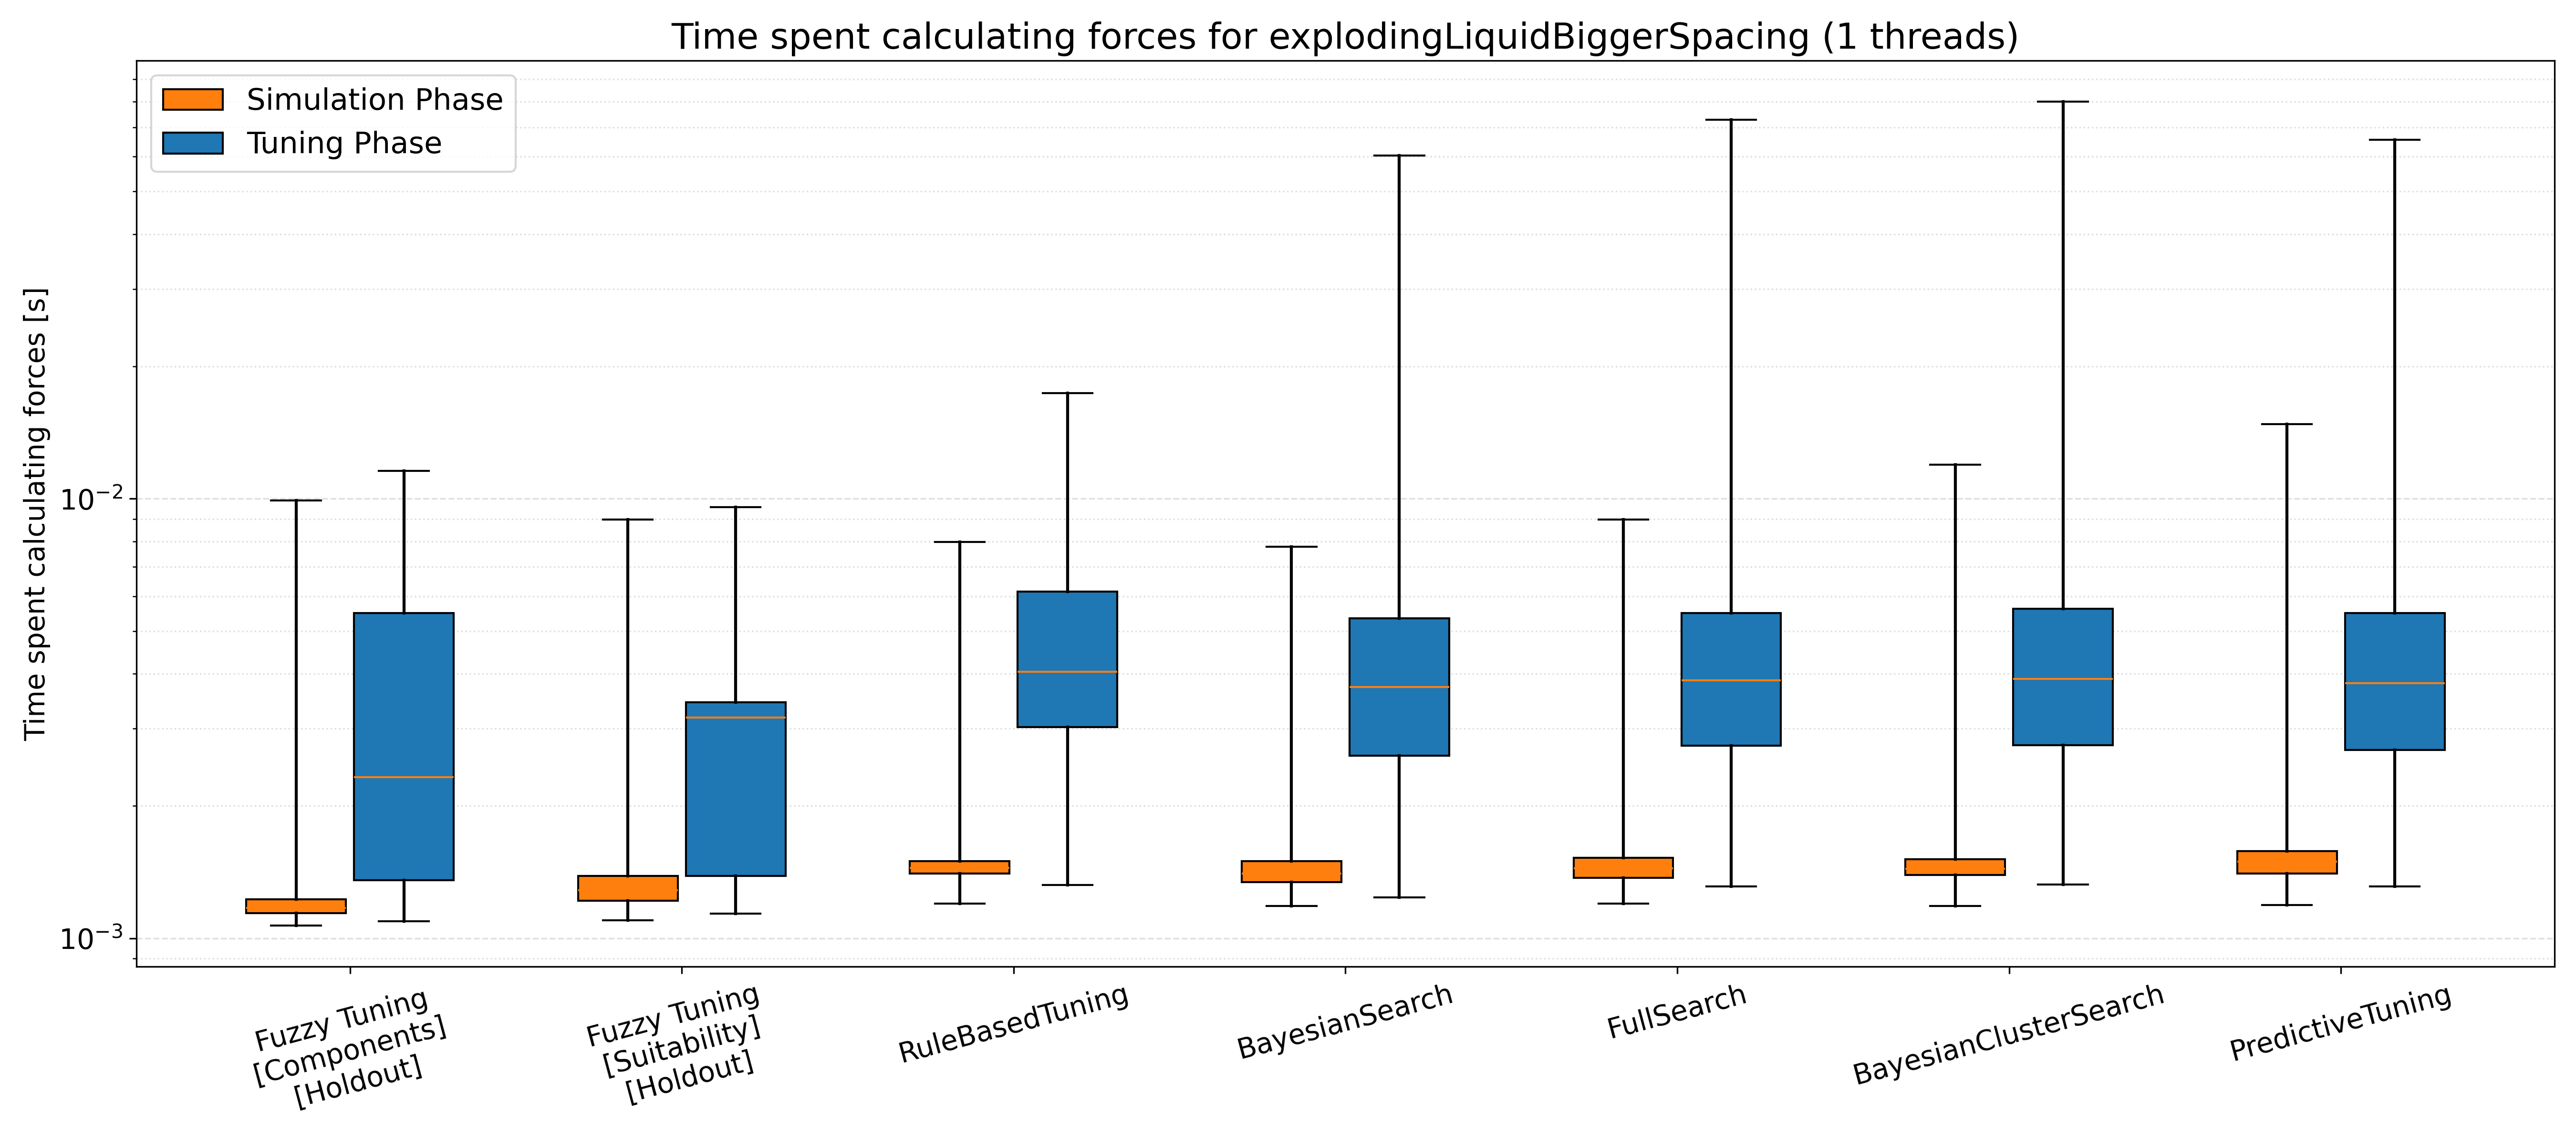 Time spent calculating forces for explodingLiquidBiggerSpacing (1 threads)
Simulation Phase
Tuning Phase
Time spent calculating forces [s]
10⁻²
10⁻³
Fuzzy Tuning
[Components]
[Holdout]
Fuzzy Tuning
[Suitability]
[Holdout]
RuleBasedTuning
BayesianSearch
FullSearch
BayesianClusterSearch
PredictiveTuning